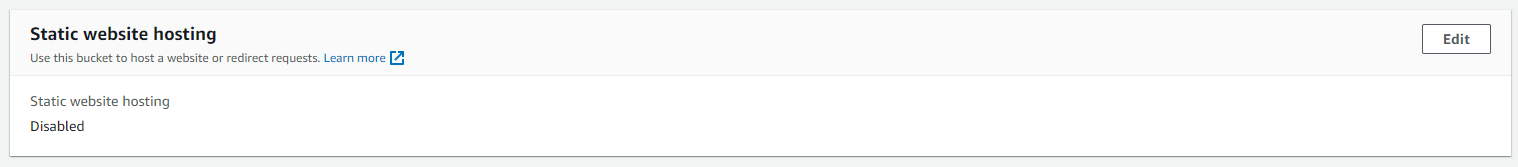 Static website hosting
Edit
Use this bucket to host a website or redirect requests. Learn more
Static website hosting
Disabled